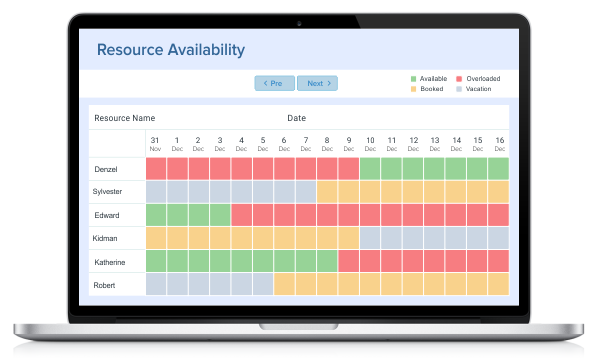 Resource Availability
Pre Next
Available Overloaded
Booked Vacation
Resource Name Date
31 1 2 3 4 5 6 7 8 9 10 11 12 13 14 15 16
Nov Dec Dec Dec Dec Dec Dec Dec Dec Dec Dec Dec Dec Dec Dec Dec Dec
Denzel
Sylvester
Edward
Kidman
Katherine
Robert